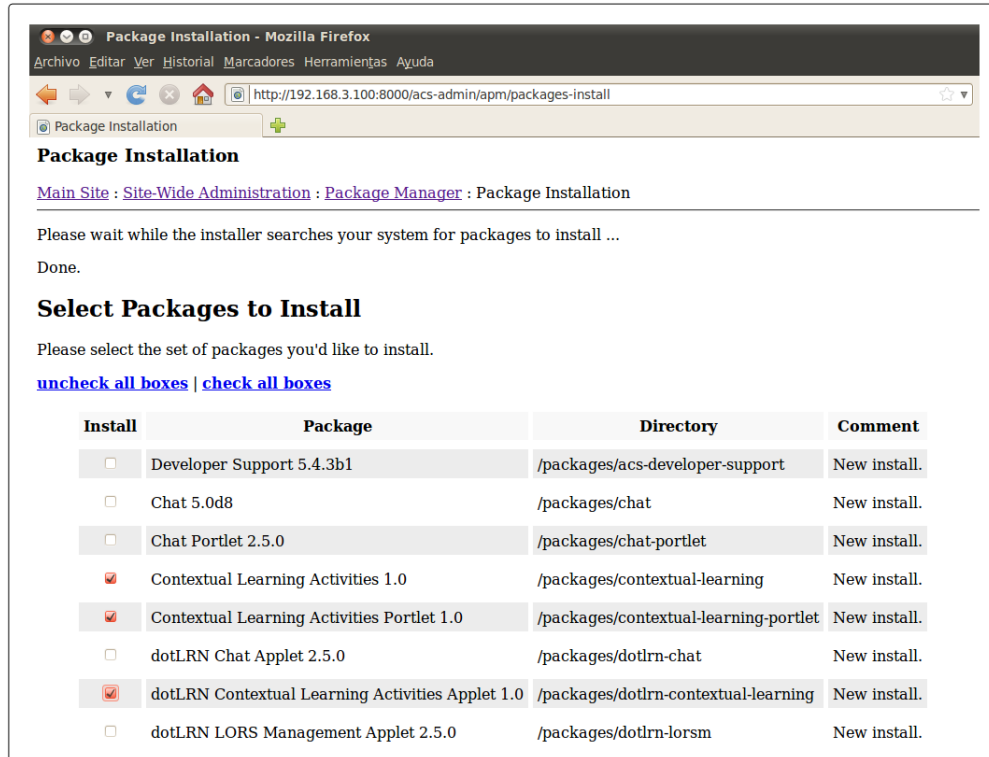 Package Installation - Mozilla Firefox
Archivo Editar Ver Historial Marcadores Herramientas Ayuda
http://192.168.3.100:8000/acs-admin/apm/packages-install
Package Installation
Package Installation
Main Site : Site-Wide Administration : Package Manager : Package Installation
Please wait while the installer searches your system for packages to install ...
Done.
Select Packages to Install
Please select the set of packages you'd like to install.
uncheck all boxes | check all boxes
Install Package Directory Comment
Developer Support 5.4.3b1 /packages/acs-developer-support New install.
Chat 5.0d8 /packages/chat New install.
Chat Portlet 2.5.0 /packages/chat-portlet New install.
Contextual Learning Activities 1.0 /packages/contextual-learning New install.
Contextual Learning Activities Portlet 1.0 /packages/contextual-learning-portlet New install.
dotLRN Chat Applet 2.5.0 /packages/dotlrn-chat New install.
dotLRN Contextual Learning Activities Applet 1.0 /packages/dotlrn-contextual-learning New install.
dotLRN LORS Management Applet 2.5.0 /packages/dotlrn-lorsm New install.